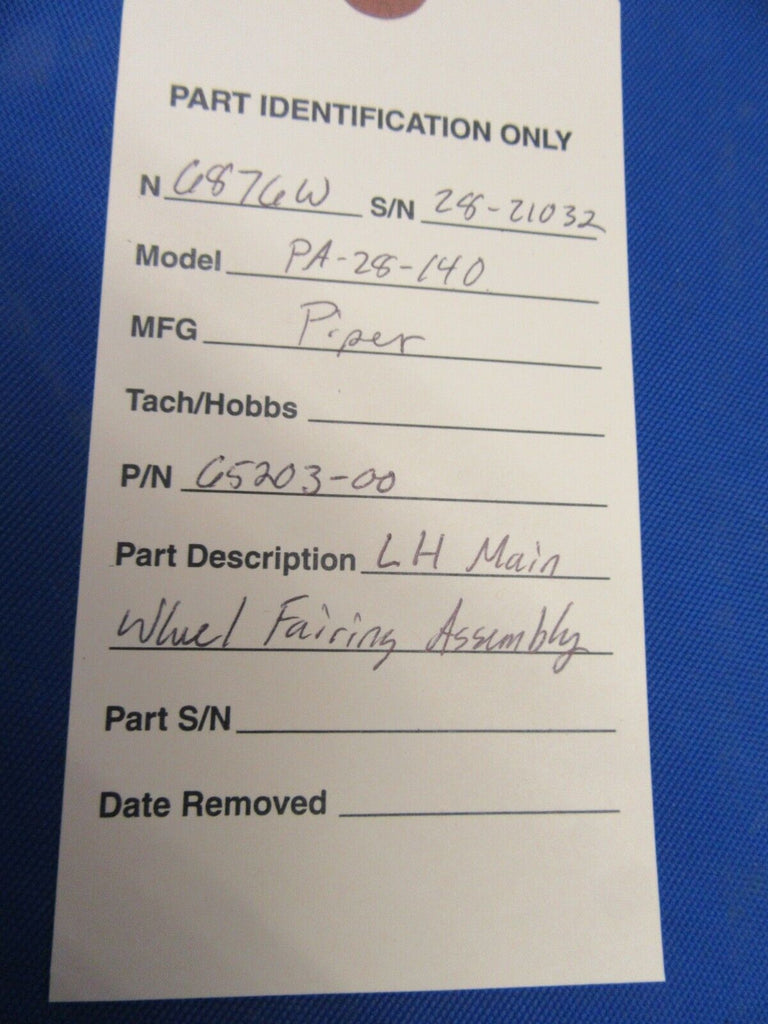 PART IDENTIFICATION ONLY
N 6876W S/N 28-21032
Model PA-28-140
MFG Piper
Tach/Hobbs
P/N 65203-00
Part Description LH Main
Wheel Fairing Assembly
Part S/N
Date Removed